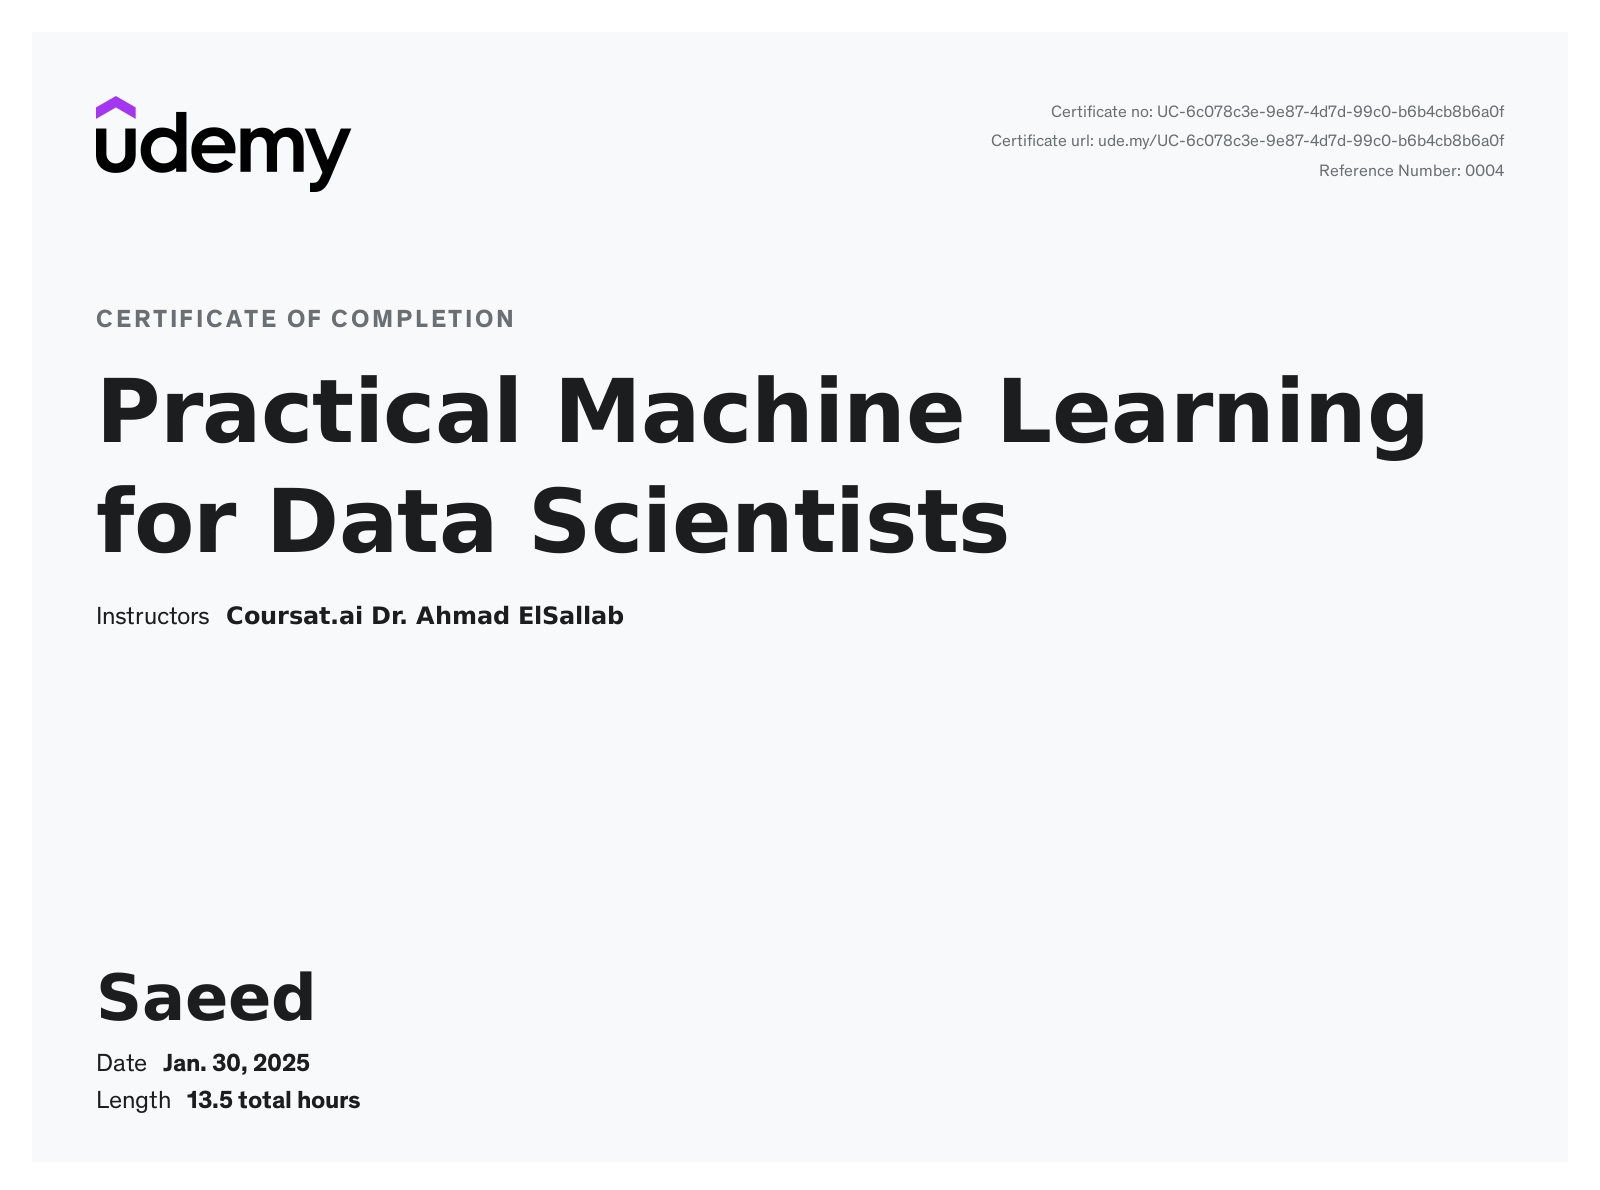 udemy
Certificate no: UC-6c078c3e-9e87-4d7d-99c0-b6b4cb8b6a0f
Certificate url: ude.my/UC-6c078c3e-9e87-4d7d-99c0-b6b4cb8b6a0f
Reference Number: 0004
CERTIFICATE OF COMPLETION
Practical Machine Learning
for Data Scientists
Instructors Coursat.ai Dr. Ahmad ElSallab
Saeed
Date Jan. 30, 2025
Length 13.5 total hours